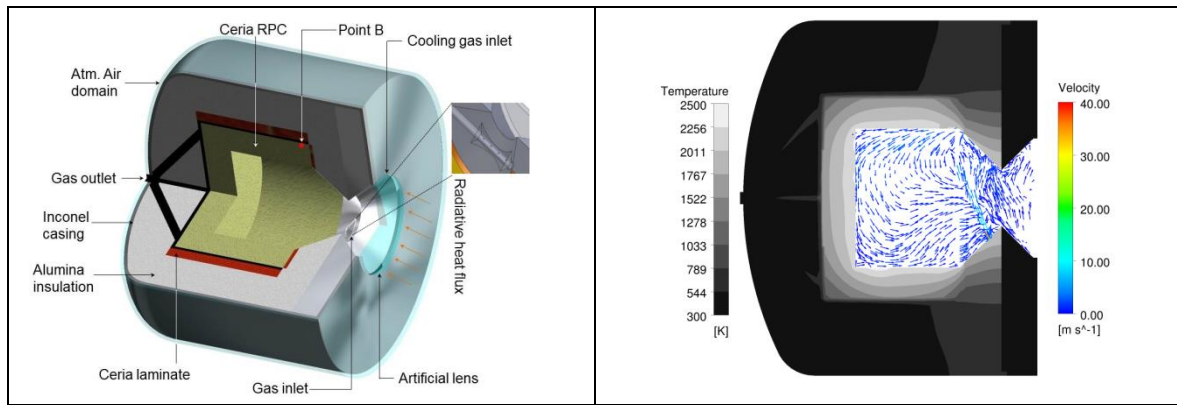 Ceria RPC
Point B
Cooling gas inlet
Atm. Air
domain
Gas outlet
Inconel
casing
Alumina
insulation
Ceria laminate
Gas inlet
Artificial lens
Radiative heat flux
Temperature
2500
2256
2011
1767
1522
1278
1033
789
544
300
[K]
Velocity
40.00
30.00
20.00
10.00
0.00
[m s^-1]